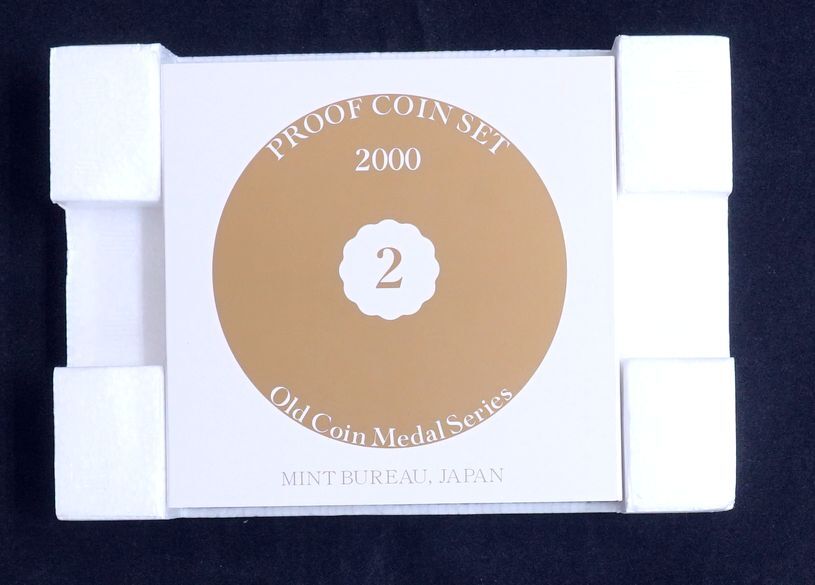 PROOF COIN SET
2000
2
Old Coin Medal Series
MINT BUREAU, JAPAN